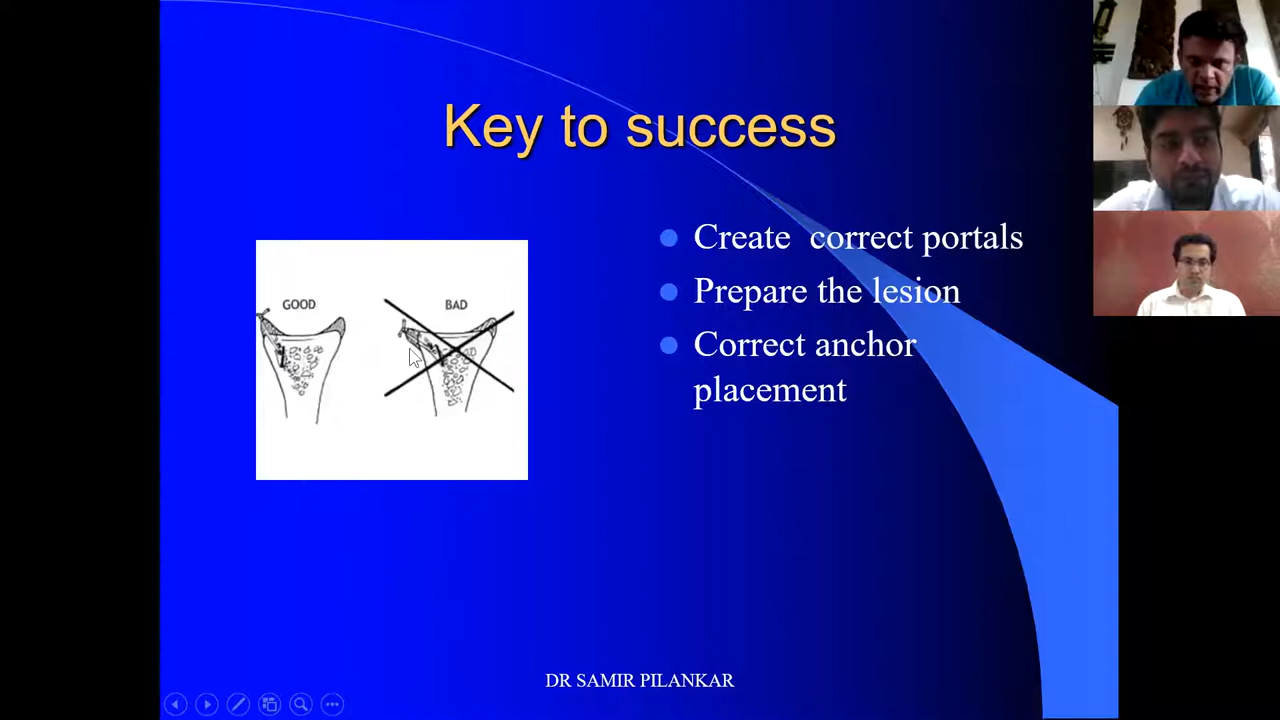 Key to success
GOOD
BAD
Create correct portals
Prepare the lesion
Correct anchor
placement
DR SAMIR PILANKAR